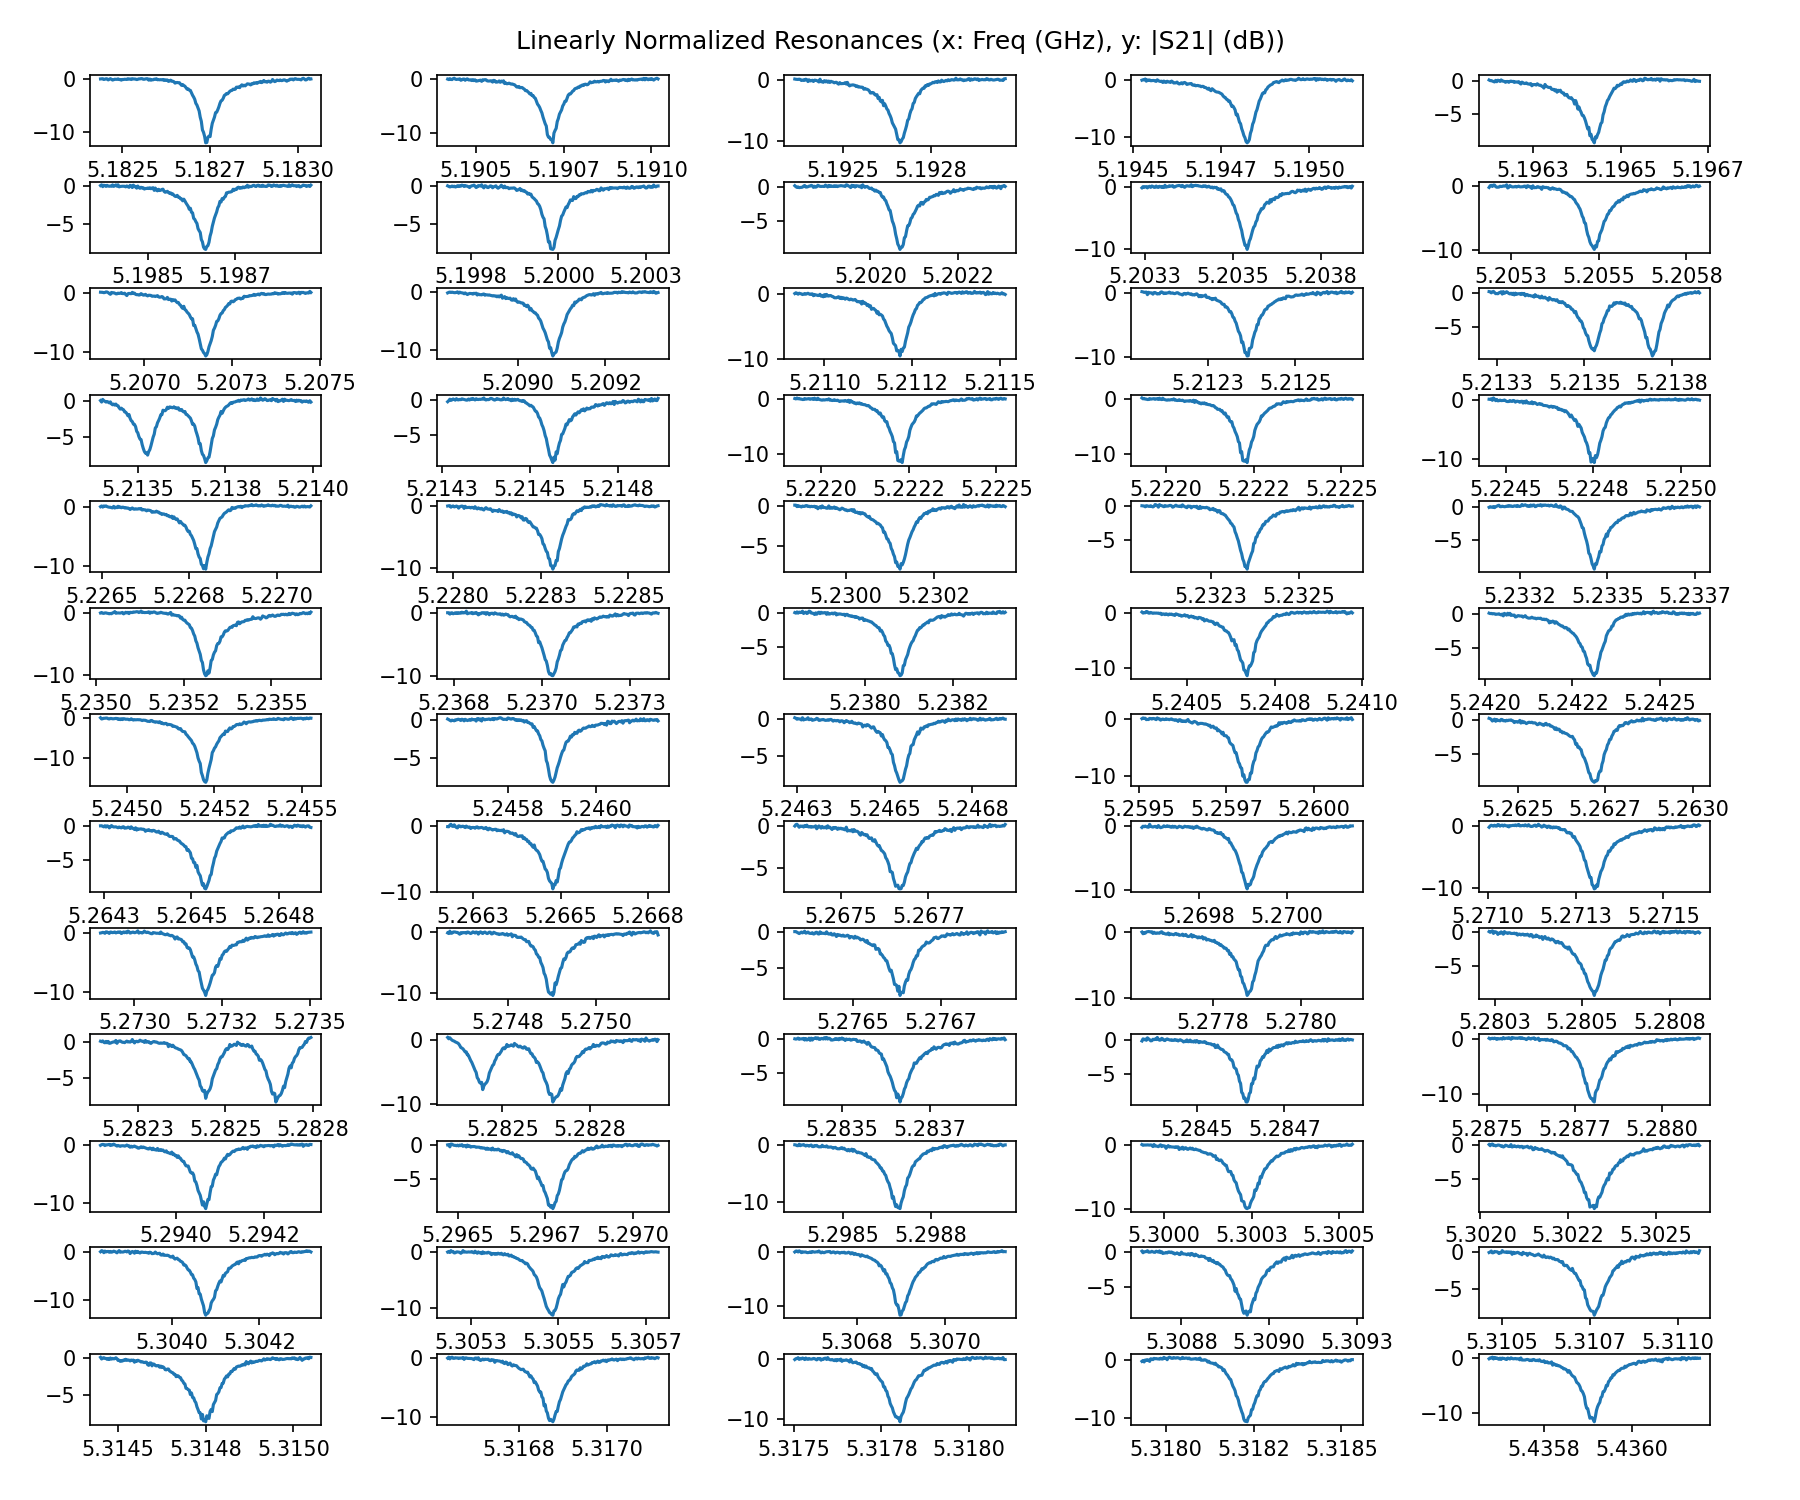 Linearly Normalized Resonances (x: Freq (GHz), y: |S21| (dB))
0 0 0 0 0
−10 −10 −10 −10 −5
5.1825 5.1827 5.1830 5.1905 5.1907 5.1910 5.1925 5.1928 5.1945 5.1947 5.1950 5.1963 5.1965 5.1967
0 0 0 0 0
−5 −5 −5 −10 −10
5.1985 5.1987 5.1998 5.2000 5.2003 5.2020 5.2022 5.2033 5.2035 5.2038 5.2053 5.2055 5.2058
0 0 0 0 0
−10 −10 −10 −10 −5
5.2070 5.2073 5.2075 5.2090 5.2092 5.2110 5.2112 5.2115 5.2123 5.2125 5.2133 5.2135 5.2138
0 0 0 0 0
−5 −5 −10 −10 −10
5.2135 5.2138 5.2140 5.2143 5.2145 5.2148 5.2220 5.2222 5.2225 5.2220 5.2222 5.2225 5.2245 5.2248 5.2250
0 0 0 0 0
−10 −10 −5 −5 −5
5.2265 5.2268 5.2270 5.2280 5.2283 5.2285 5.2300 5.2302 5.2323 5.2325 5.2332 5.2335 5.2337
0 0 0 0 0
−10 −10 −5 −10 −5
5.2350 5.2352 5.2355 5.2368 5.2370 5.2373 5.2380 5.2382 5.2405 5.2408 5.2410 5.2420 5.2422 5.2425
0 0 0 0 0
−10 −5 −5 −10 −5
5.2450 5.2452 5.2455 5.2458 5.2460 5.2463 5.2465 5.2468 5.2595 5.2597 5.2600 5.2625 5.2627 5.2630
0 0 0 0 0
−5 −10 −5 −10 −10
5.2643 5.2645 5.2648 5.2663 5.2665 5.2668 5.2675 5.2677 5.2698 5.2700 5.2710 5.2713 5.2715
0 0 0 0 0
−10 −10 −5 −10 −5
5.2730 5.2732 5.2735 5.2748 5.2750 5.2765 5.2767 5.2778 5.2780 5.2803 5.2805 5.2808
0 0 0 0 0
−5 −10 −5 −5 −10
5.2823 5.2825 5.2828 5.2825 5.2828 5.2835 5.2837 5.2845 5.2847 5.2875 5.2877 5.2880
0 0 0 0 0
−10 −5 −10 −10 −5
5.2940 5.2942 5.2965 5.2967 5.2970 5.2985 5.2988 5.3000 5.3003 5.3005 5.3020 5.3022 5.3025
0 0 0 0 0
−10 −10 −10 −5 −5
5.3040 5.3042 5.3053 5.3055 5.3057 5.3068 5.3070 5.3088 5.3090 5.3093 5.3105 5.3107 5.3110
0 0 0 0 0
−5 −10 −10 −10 −10
5.3145 5.3148 5.3150 5.3168 5.3170 5.3175 5.3178 5.3180 5.3180 5.3182 5.3185 5.4358 5.4360